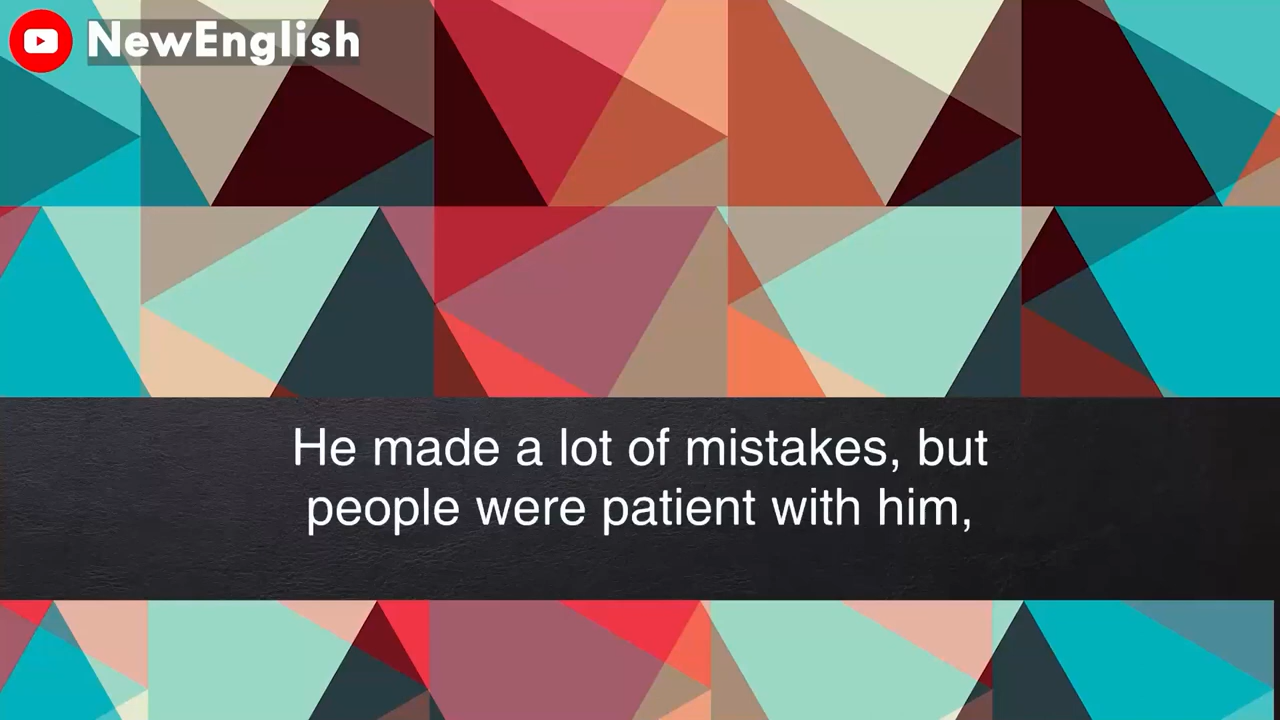 NewEnglish
He made a lot of mistakes, but
people were patient with him,